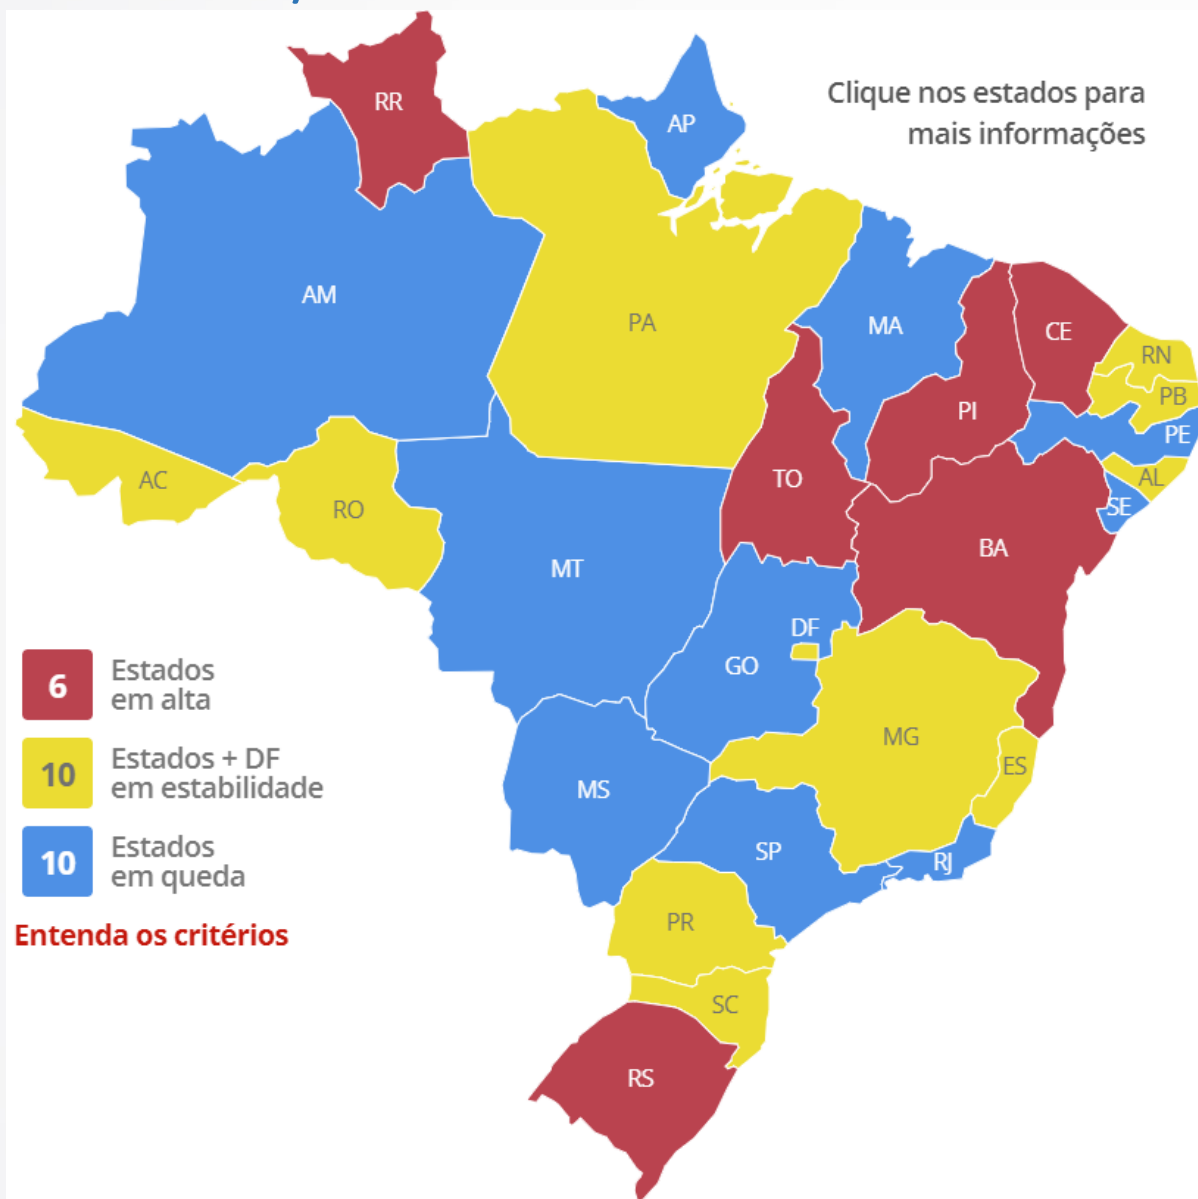 RR
AP
Clique nos estados para
mais informações
AM
PA
MA
CE
RN
PB
PI
PE
AC
RO
TO
AL
SE
MT
BA
DF
GO
MG
ES
MS
SP
RJ
PR
SC
RS
6
Estados
em alta
10
Estados + DF
em estabilidade
10
Estados
em queda
Entenda os critérios